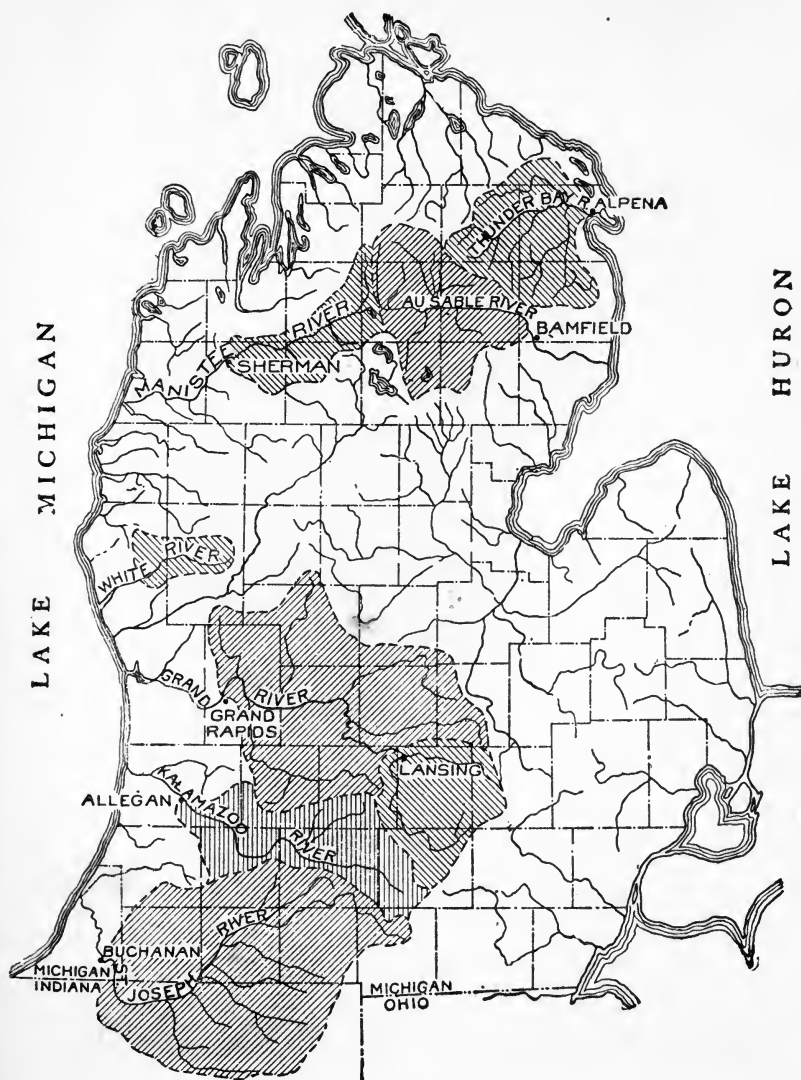 THUNDER BAY R.
ALPENA
AU SABLE RIVER
BAMFIELD
MANISTEE RIVER
SHERMAN
LAKE MICHIGAN
LAKE HURON
WHITE RIVER
GRAND RIVER
GRAND
RAPIDS
LANSING
KALAMAZOO RIVER
ALLEGAN
BUCHANAN
ST. JOSEPH RIVER
MICHIGAN
INDIANA
MICHIGAN
OHIO